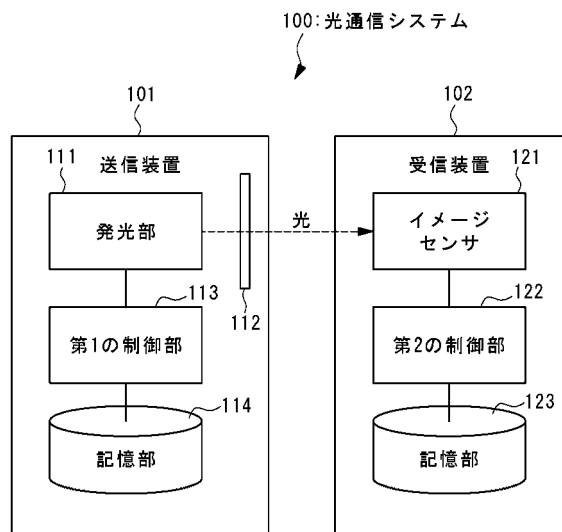 100:光通信システム
101
102
送信装置
受信装置
111
121
発光部
光
イメージ
センサ
112
113
122
第1の制御部
第2の制御部
114
123
記憶部
記憶部